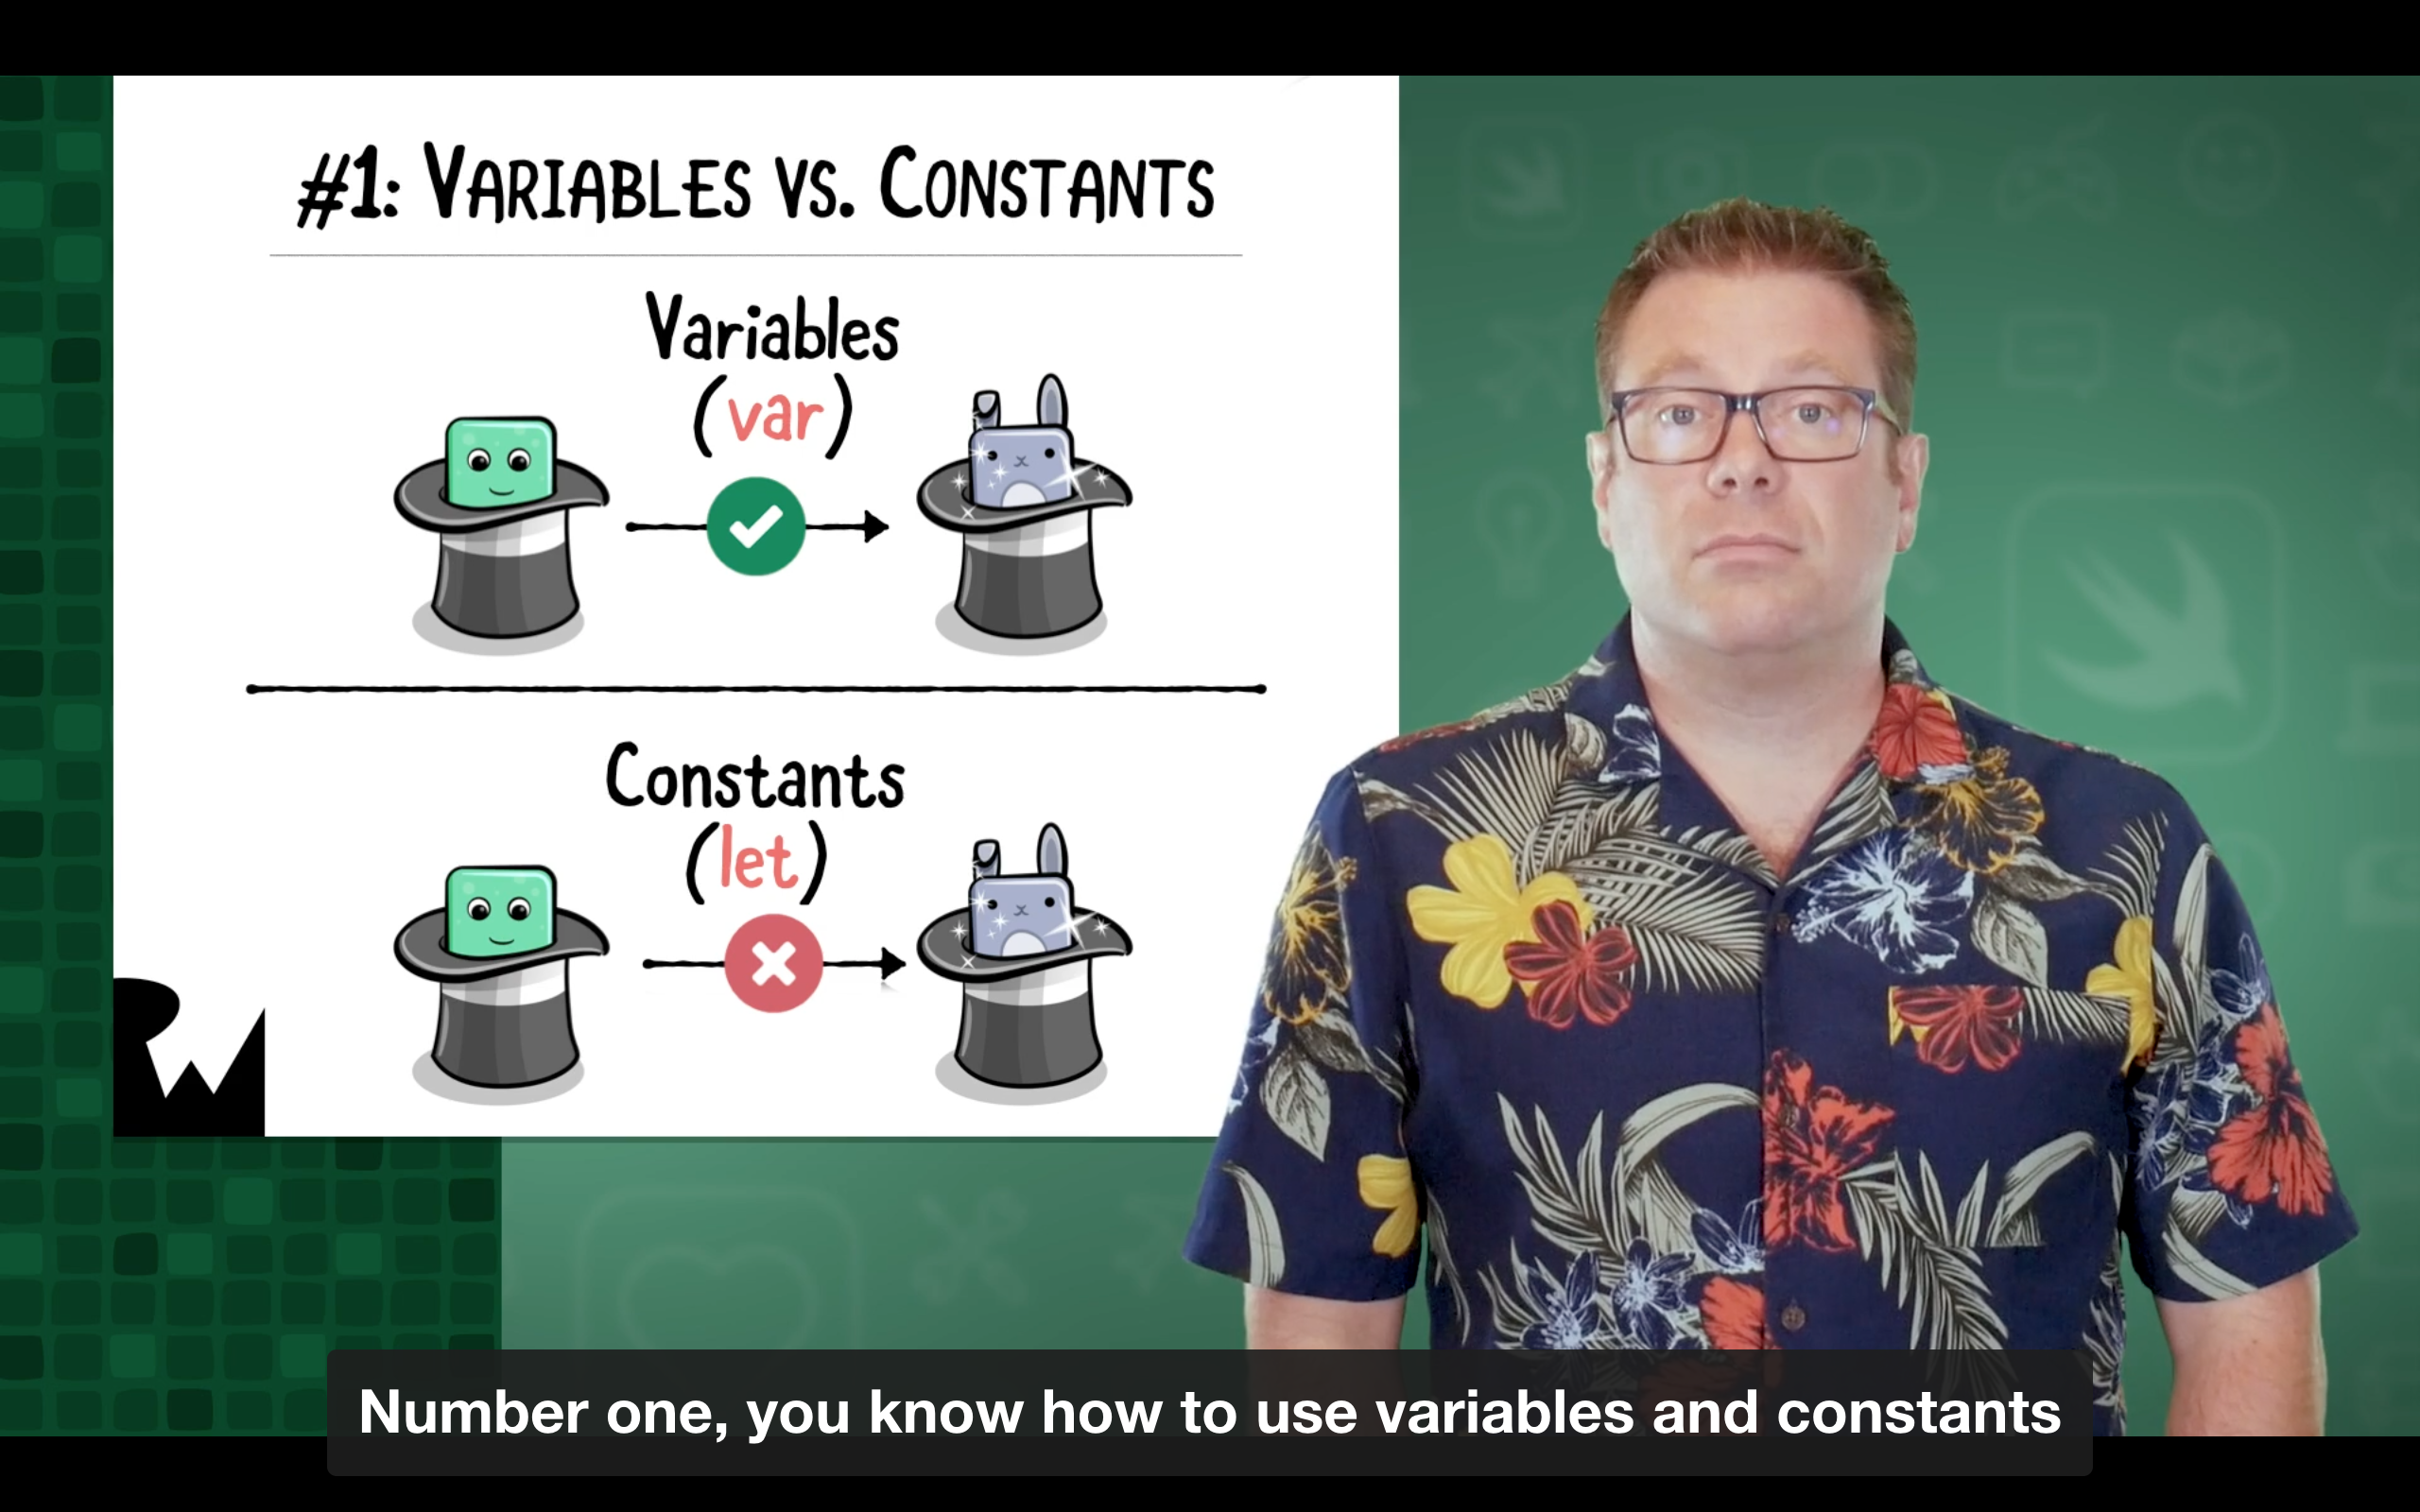 #1: VARIABLES VS. CONSTANTS
Variables
(var)
Constants
(let)
RW
Number one, you know how to use variables and constants